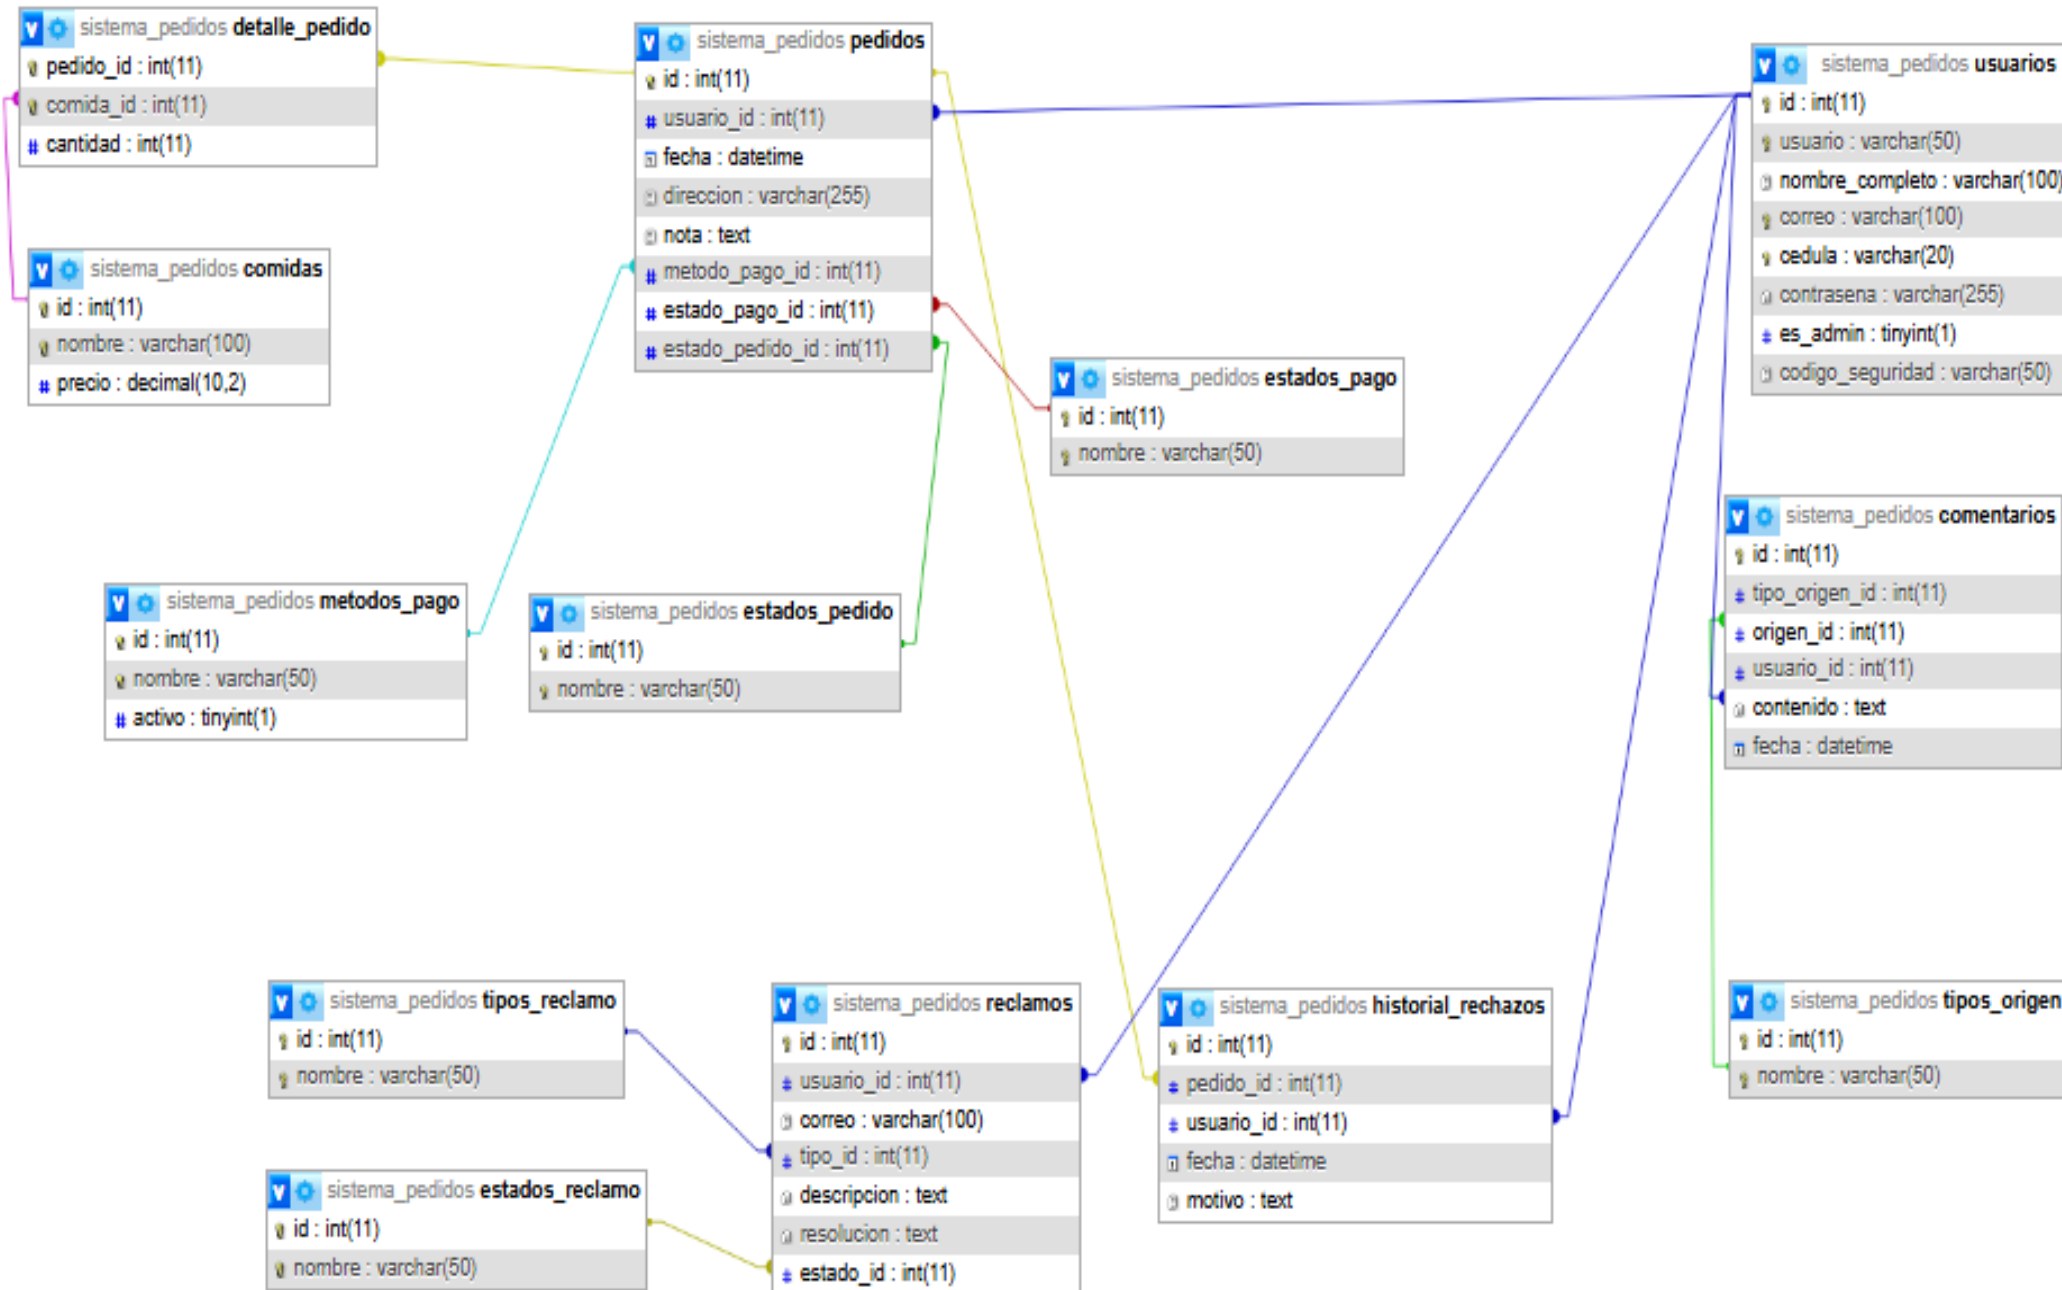 sistema_pedidos detalle_pedido
pedido_id : int(11)
comida_id : int(11)
# cantidad : int(11)
sistema_pedidos pedidos
id : int(11)
# usuario_id : int(11)
fecha : datetime
direccion : varchar(255)
nota : text
# metodo_pago_id : int(11)
# estado_pago_id : int(11)
# estado_pedido_id : int(11)
sistema_pedidos usuarios
id : int(11)
usuario : varchar(50)
nombre_completo : varchar(100)
correo : varchar(100)
cedula : varchar(20)
contrasena : varchar(255)
# es_admin : tinyint(1)
codigo_seguridad : varchar(50)
sistema_pedidos comidas
id : int(11)
nombre : varchar(100)
# precio : decimal(10,2)
sistema_pedidos estados_pago
id : int(11)
nombre : varchar(50)
sistema_pedidos comentarios
id : int(11)
# tipo_origen_id : int(11)
# origen_id : int(11)
# usuario_id : int(11)
contenido : text
fecha : datetime
sistema_pedidos metodos_pago
id : int(11)
nombre : varchar(50)
# activo : tinyint(1)
sistema_pedidos estados_pedido
id : int(11)
nombre : varchar(50)
sistema_pedidos tipos_reclamo
id : int(11)
nombre : varchar(50)
sistema_pedidos reclamos
id : int(11)
# usuario_id : int(11)
correo : varchar(100)
# tipo_id : int(11)
descripcion : text
resolucion : text
# estado_id : int(11)
sistema_pedidos historial_rechazos
id : int(11)
# pedido_id : int(11)
# usuario_id : int(11)
fecha : datetime
motivo : text
sistema_pedidos tipos_origen
id : int(11)
nombre : varchar(50)
sistema_pedidos estados_reclamo
id : int(11)
nombre : varchar(50)